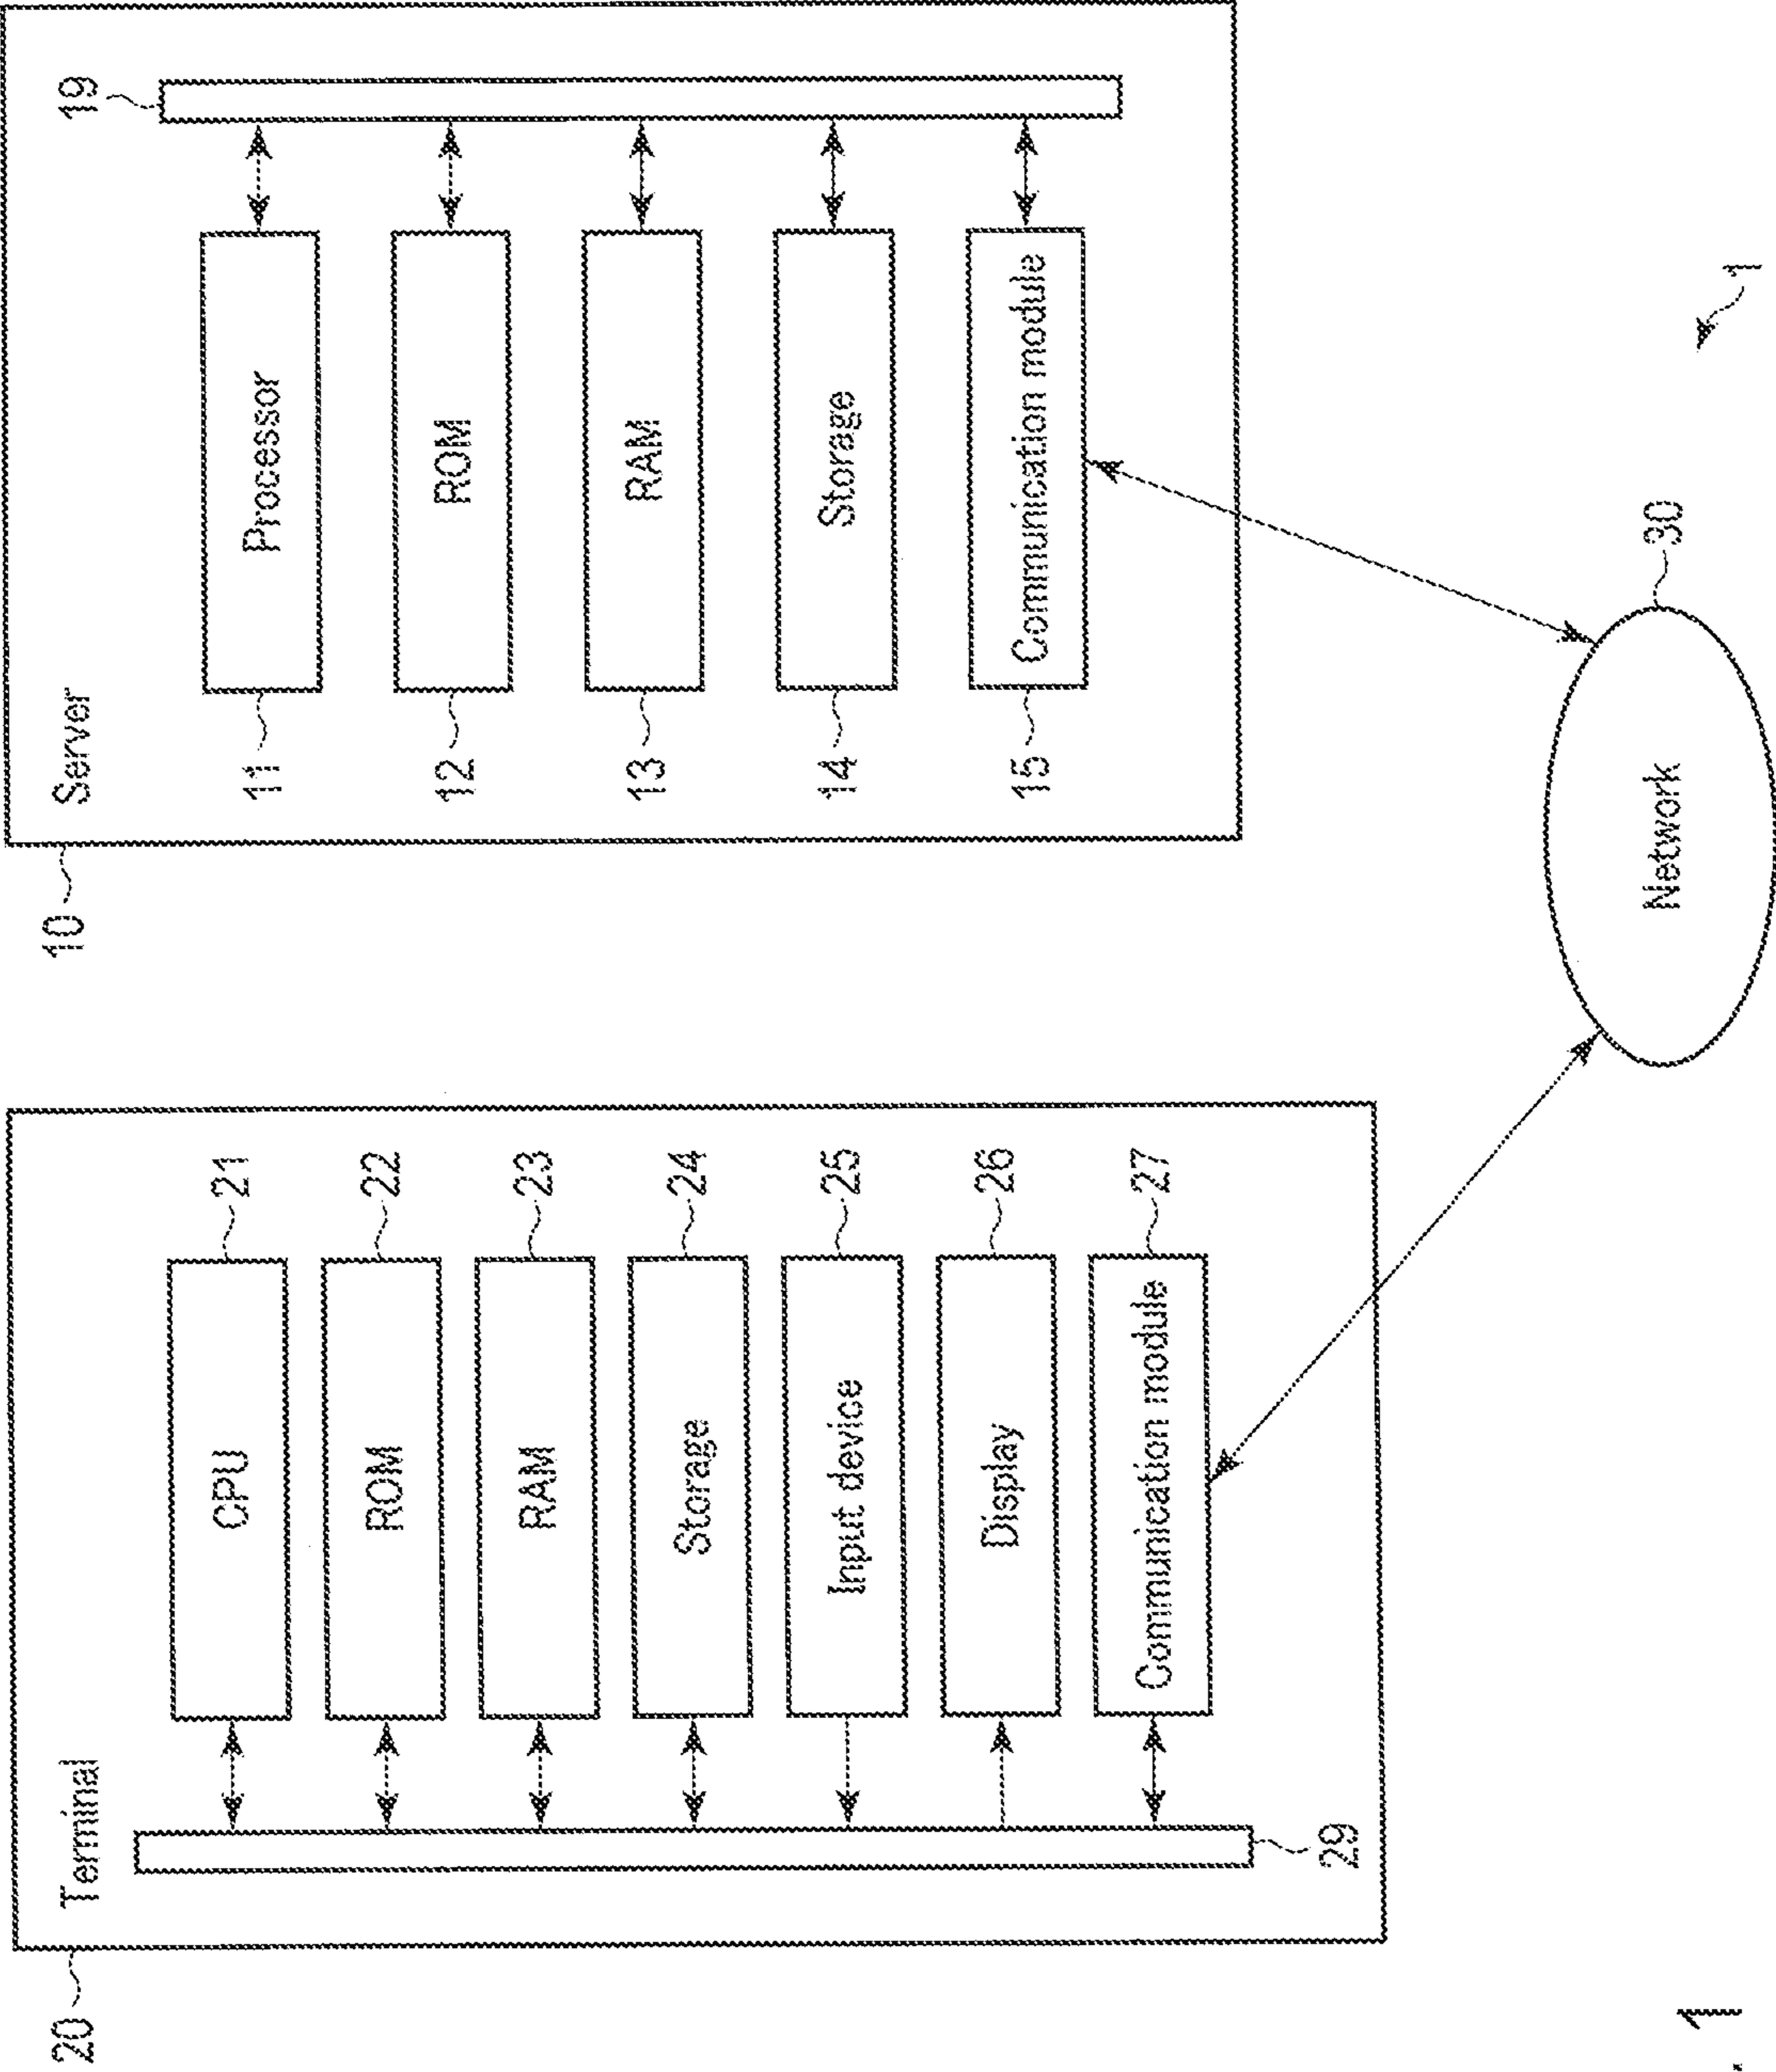 20
Terminal
CPU
21
ROM
22
RAM
23
Storage
24
Input device
25
Display
26
Communication module
27
29
10
Server
19
11
Processor
12
ROM
13
RAM
14
Storage
15
Communication module
Network
30
1
. 1